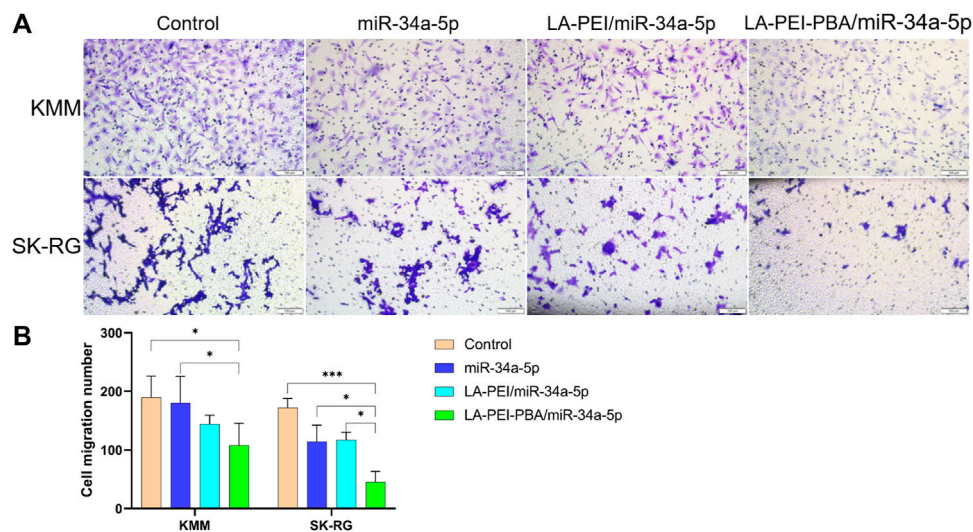 A
Control miR-34a-5p LA-PEI/miR-34a-5p LA-PEI-PBA/miR-34a-5p
KMM
SK-RG
B
Cell migration number
300
200
100
0
* 
*
***
*
*
KMM SK-RG
Control
miR-34a-5p
LA-PEI/miR-34a-5p
LA-PEI-PBA/miR-34a-5p